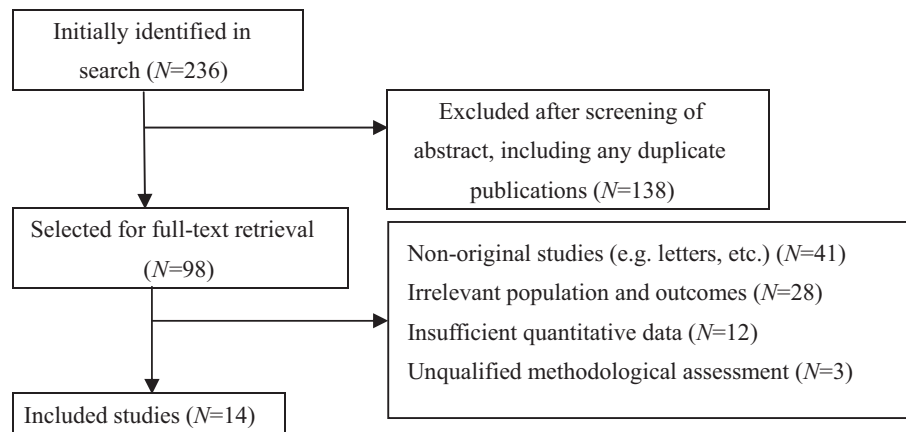 Initially identified in
search (N=236)
Excluded after screening of
abstract, including any duplicate
publications (N=138)
Selected for full-text retrieval
(N=98)
Non-original studies (e.g. letters, etc.) (N=41)
Irrelevant population and outcomes (N=28)
Insufficient quantitative data (N=12)
Unqualified methodological assessment (N=3)
Included studies (N=14)